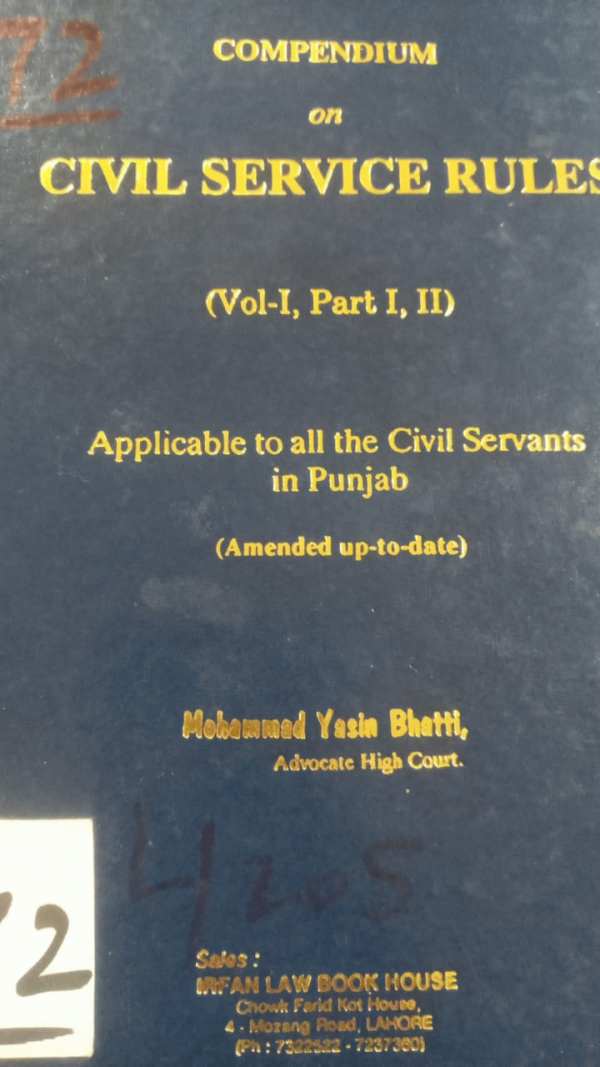 72
COMPENDIUM
on
CIVIL SERVICE RULES
(Vol-I, Part I, II)
Applicable to all the Civil Servants
in Punjab
(Amended up-to-date)
Mohammad Yasin Bhatti,
Advocate High Court.
4205
2
Sales :
IRFAN LAW BOOK HOUSE
Chowk Farid Kot House,
4 - Mozang Road, LAHORE
(Ph : 7322522 - 7237360)